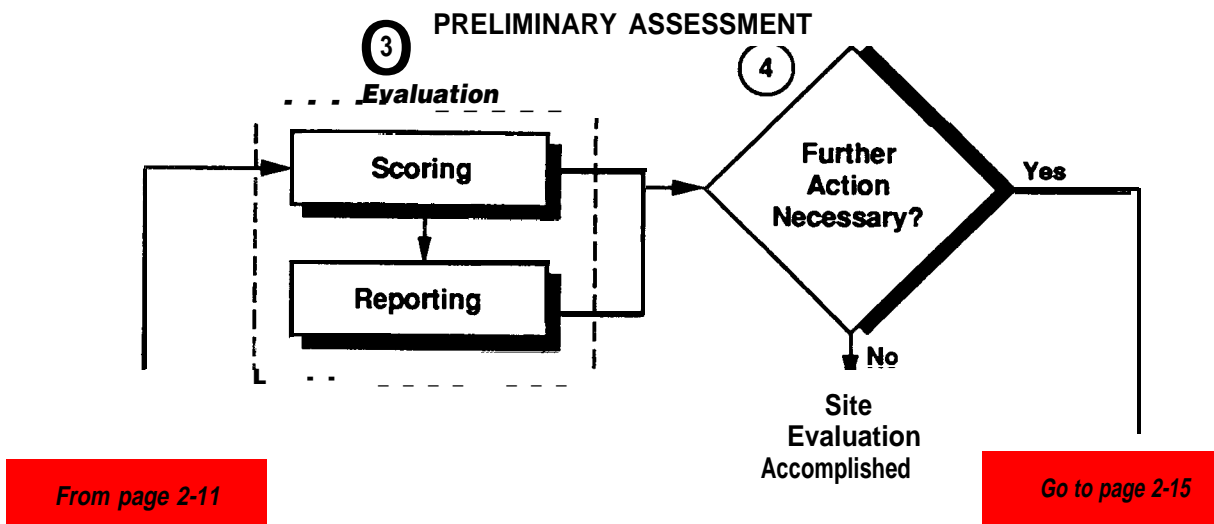 PRELIMINARY ASSESSMENT
3
Evaluation
Scoring
Reporting
4
Further
Action
Necessary?
Yes
No
Site
Evaluation
Accomplished
From page 2-11
Go to page 2-15